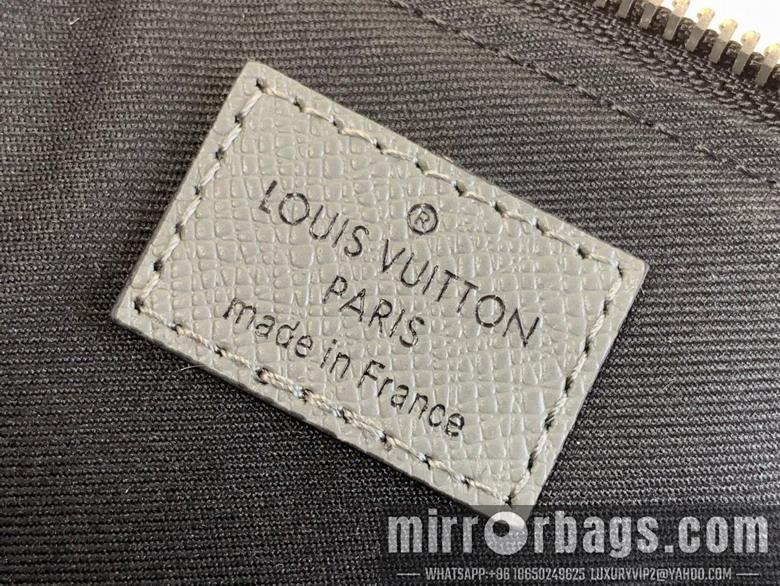 ®
LOUIS VUITTON
PARIS
made in France
mirrorbags.com
WHATSAPP:+86 18650249625 LUXURYVIP2@YAHOO.COM